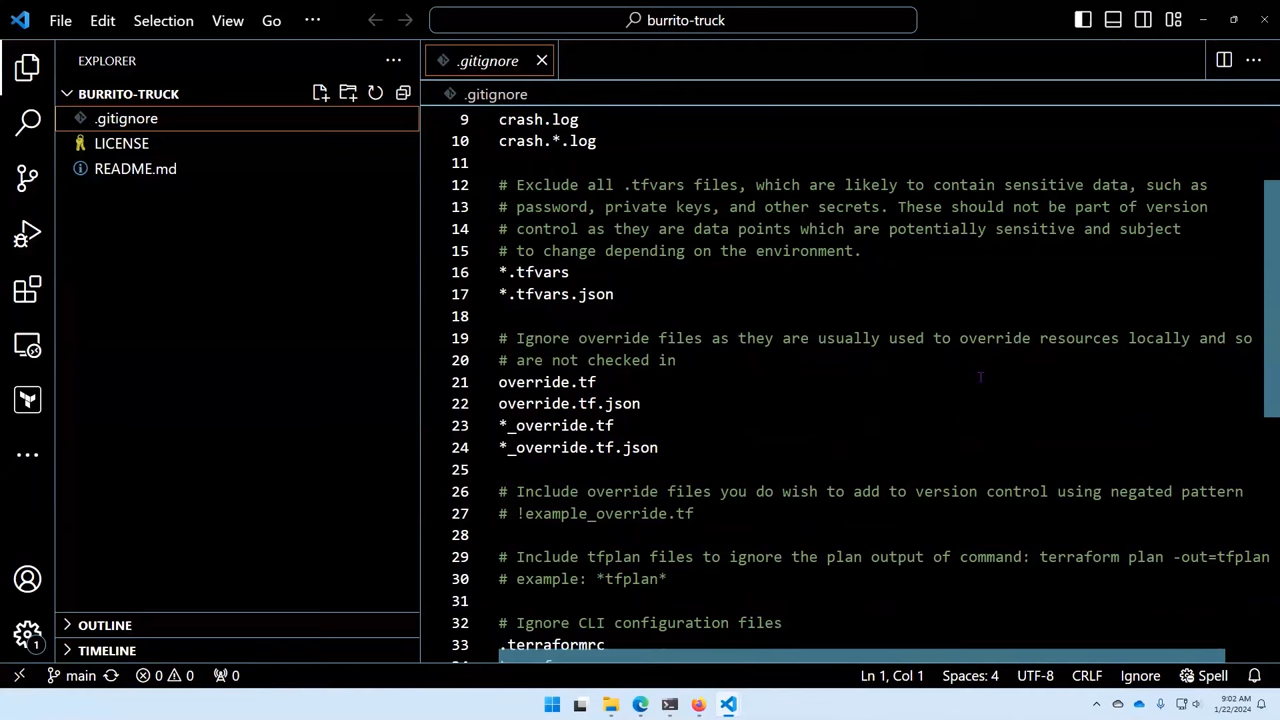 File Edit Selection View Go ··· burrito-truck
EXPLORER
BURRITO-TRUCK
.gitignore
LICENSE
README.md
OUTLINE
TIMELINE
.gitignore
.gitignore
9 crash.log
10 crash.*.log
11
12 # Exclude all .tfvars files, which are likely to contain sensitive data, such as
13 # password, private keys, and other secrets. These should not be part of version
14 # control as they are data points which are potentially sensitive and subject
15 # to change depending on the environment.
16 *.tfvars
17 *.tfvars.json
18
19 # Ignore override files as they are usually used to override resources locally and so
20 # are not checked in
21 override.tf
22 override.tf.json
23 *_override.tf
24 *_override.tf.json
25
26 # Include override files you do wish to add to version control using negated pattern
27 # !example_override.tf
28
29 # Include tfplan files to ignore the plan output of command: terraform plan -out=tfplan
30 # example: *tfplan*
31
32 # Ignore CLI configuration files
33 .terraformrc
1
main 0 0 0 Ln 1, Col 1 Spaces: 4 UTF-8 CRLF Ignore Spell
9:02 AM
1/22/2024